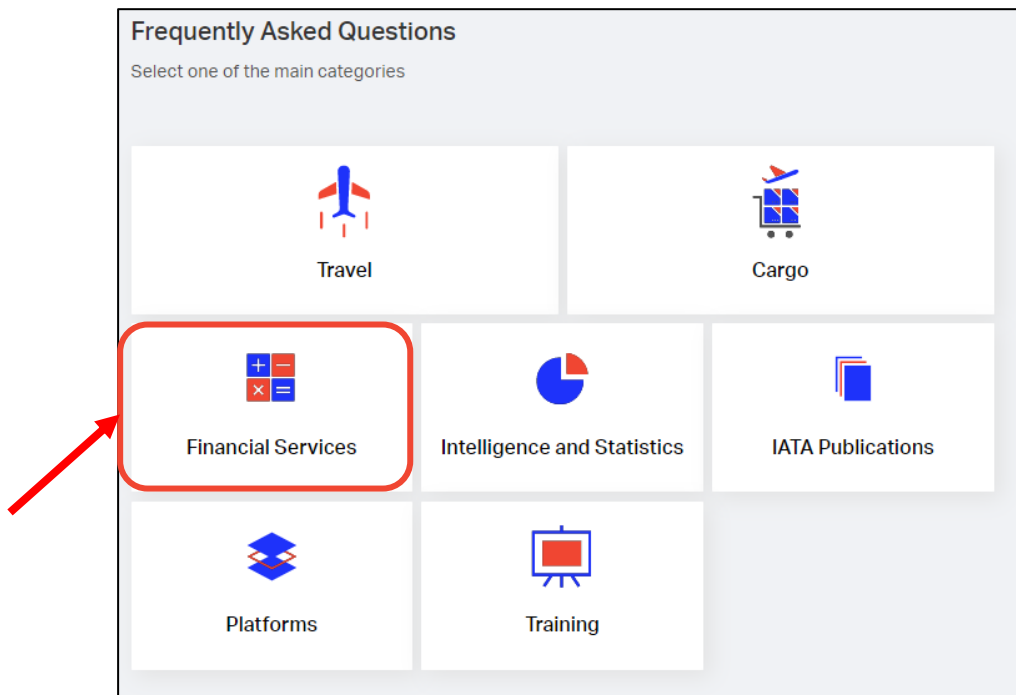 Frequently Asked Questions
Select one of the main categories
Travel
Cargo
Financial Services
Intelligence and Statistics
IATA Publications
Platforms
Training